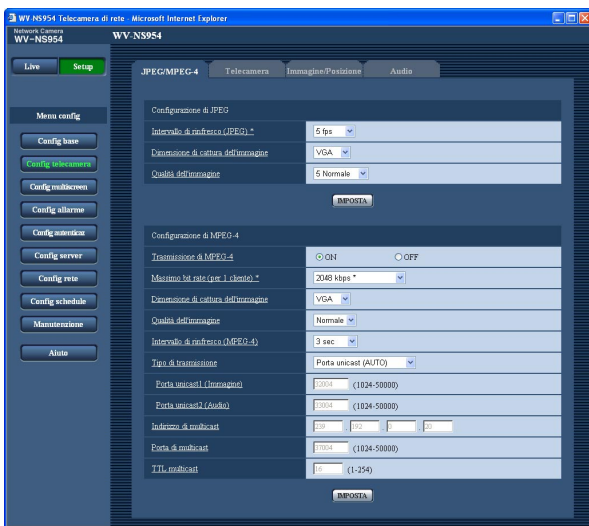 WV-NS954 Telecamera di rete - Microsoft Internet Explorer
Network Camera
WV-NS954
WV-NS954
Live Setup
JPEG/MPEG-4 Telecamera Immagine/Posizione Audio
Menu config
Config base
Config telecamera
Config multiscreen
Config allarme
Config autenticaz
Config server
Config rete
Config schedule
Manutenzione
Aiuto
Configurazione di JPEG
Intervallo di rinfresco (JPEG) * 5 fps
Dimensione di cattura dell'immagine VGA
Qualità dell'immagine 5 Normale
IMPOSTA
Configurazione di MPEG-4
Trasmissione di MPEG-4 ON OFF
Massimo bit rate (per 1 cliente) * 2048 kbps *
Dimensione di cattura dell'immagine VGA
Qualità dell'immagine Normale
Intervallo di rinfresco (MPEG-4) 3 sec
Tipo di trasmissione Porta unicast (AUTO)
Porta unicast1 (Immagine) 32004 (1024-50000)
Porta unicast2 (Audio) 33004 (1024-50000)
Indirizzo di multicast 239 . 192 . 0 . 20
Porta di multicast 37004 (1024-50000)
TTL multicast 16 (1-254)
IMPOSTA